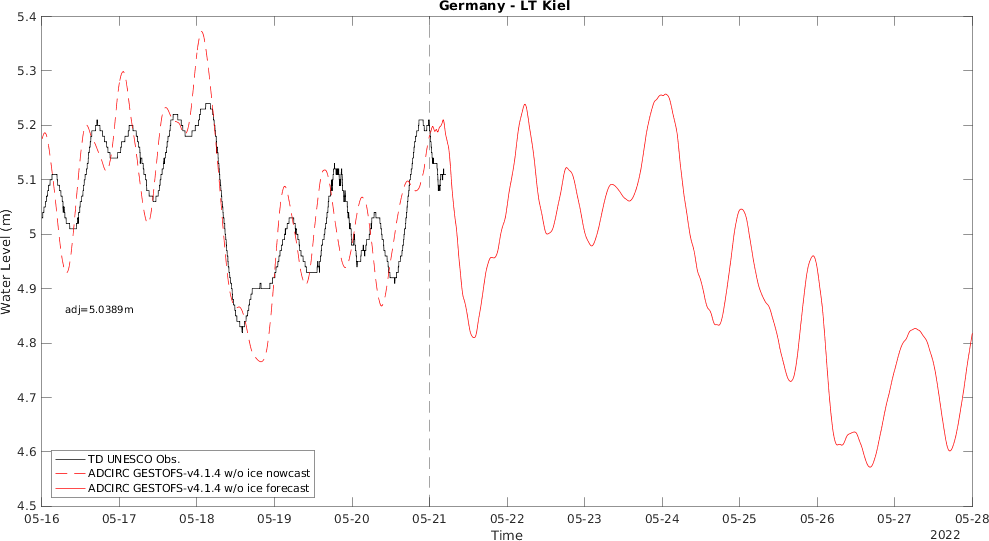 Germany - LT Kiel
5.4
5.3
5.2
5.1
5
4.9
4.8
4.7
4.6
4.5
Water Level (m)
adj=5.0389m
TD UNESCO Obs.
ADCIRC GESTOFS-v4.1.4 w/o ice nowcast
ADCIRC GESTOFS-v4.1.4 w/o ice forecast
05-16 05-17 05-18 05-19 05-20 05-21 05-22 05-23 05-24 05-25 05-26 05-27 05-28
Time
2022